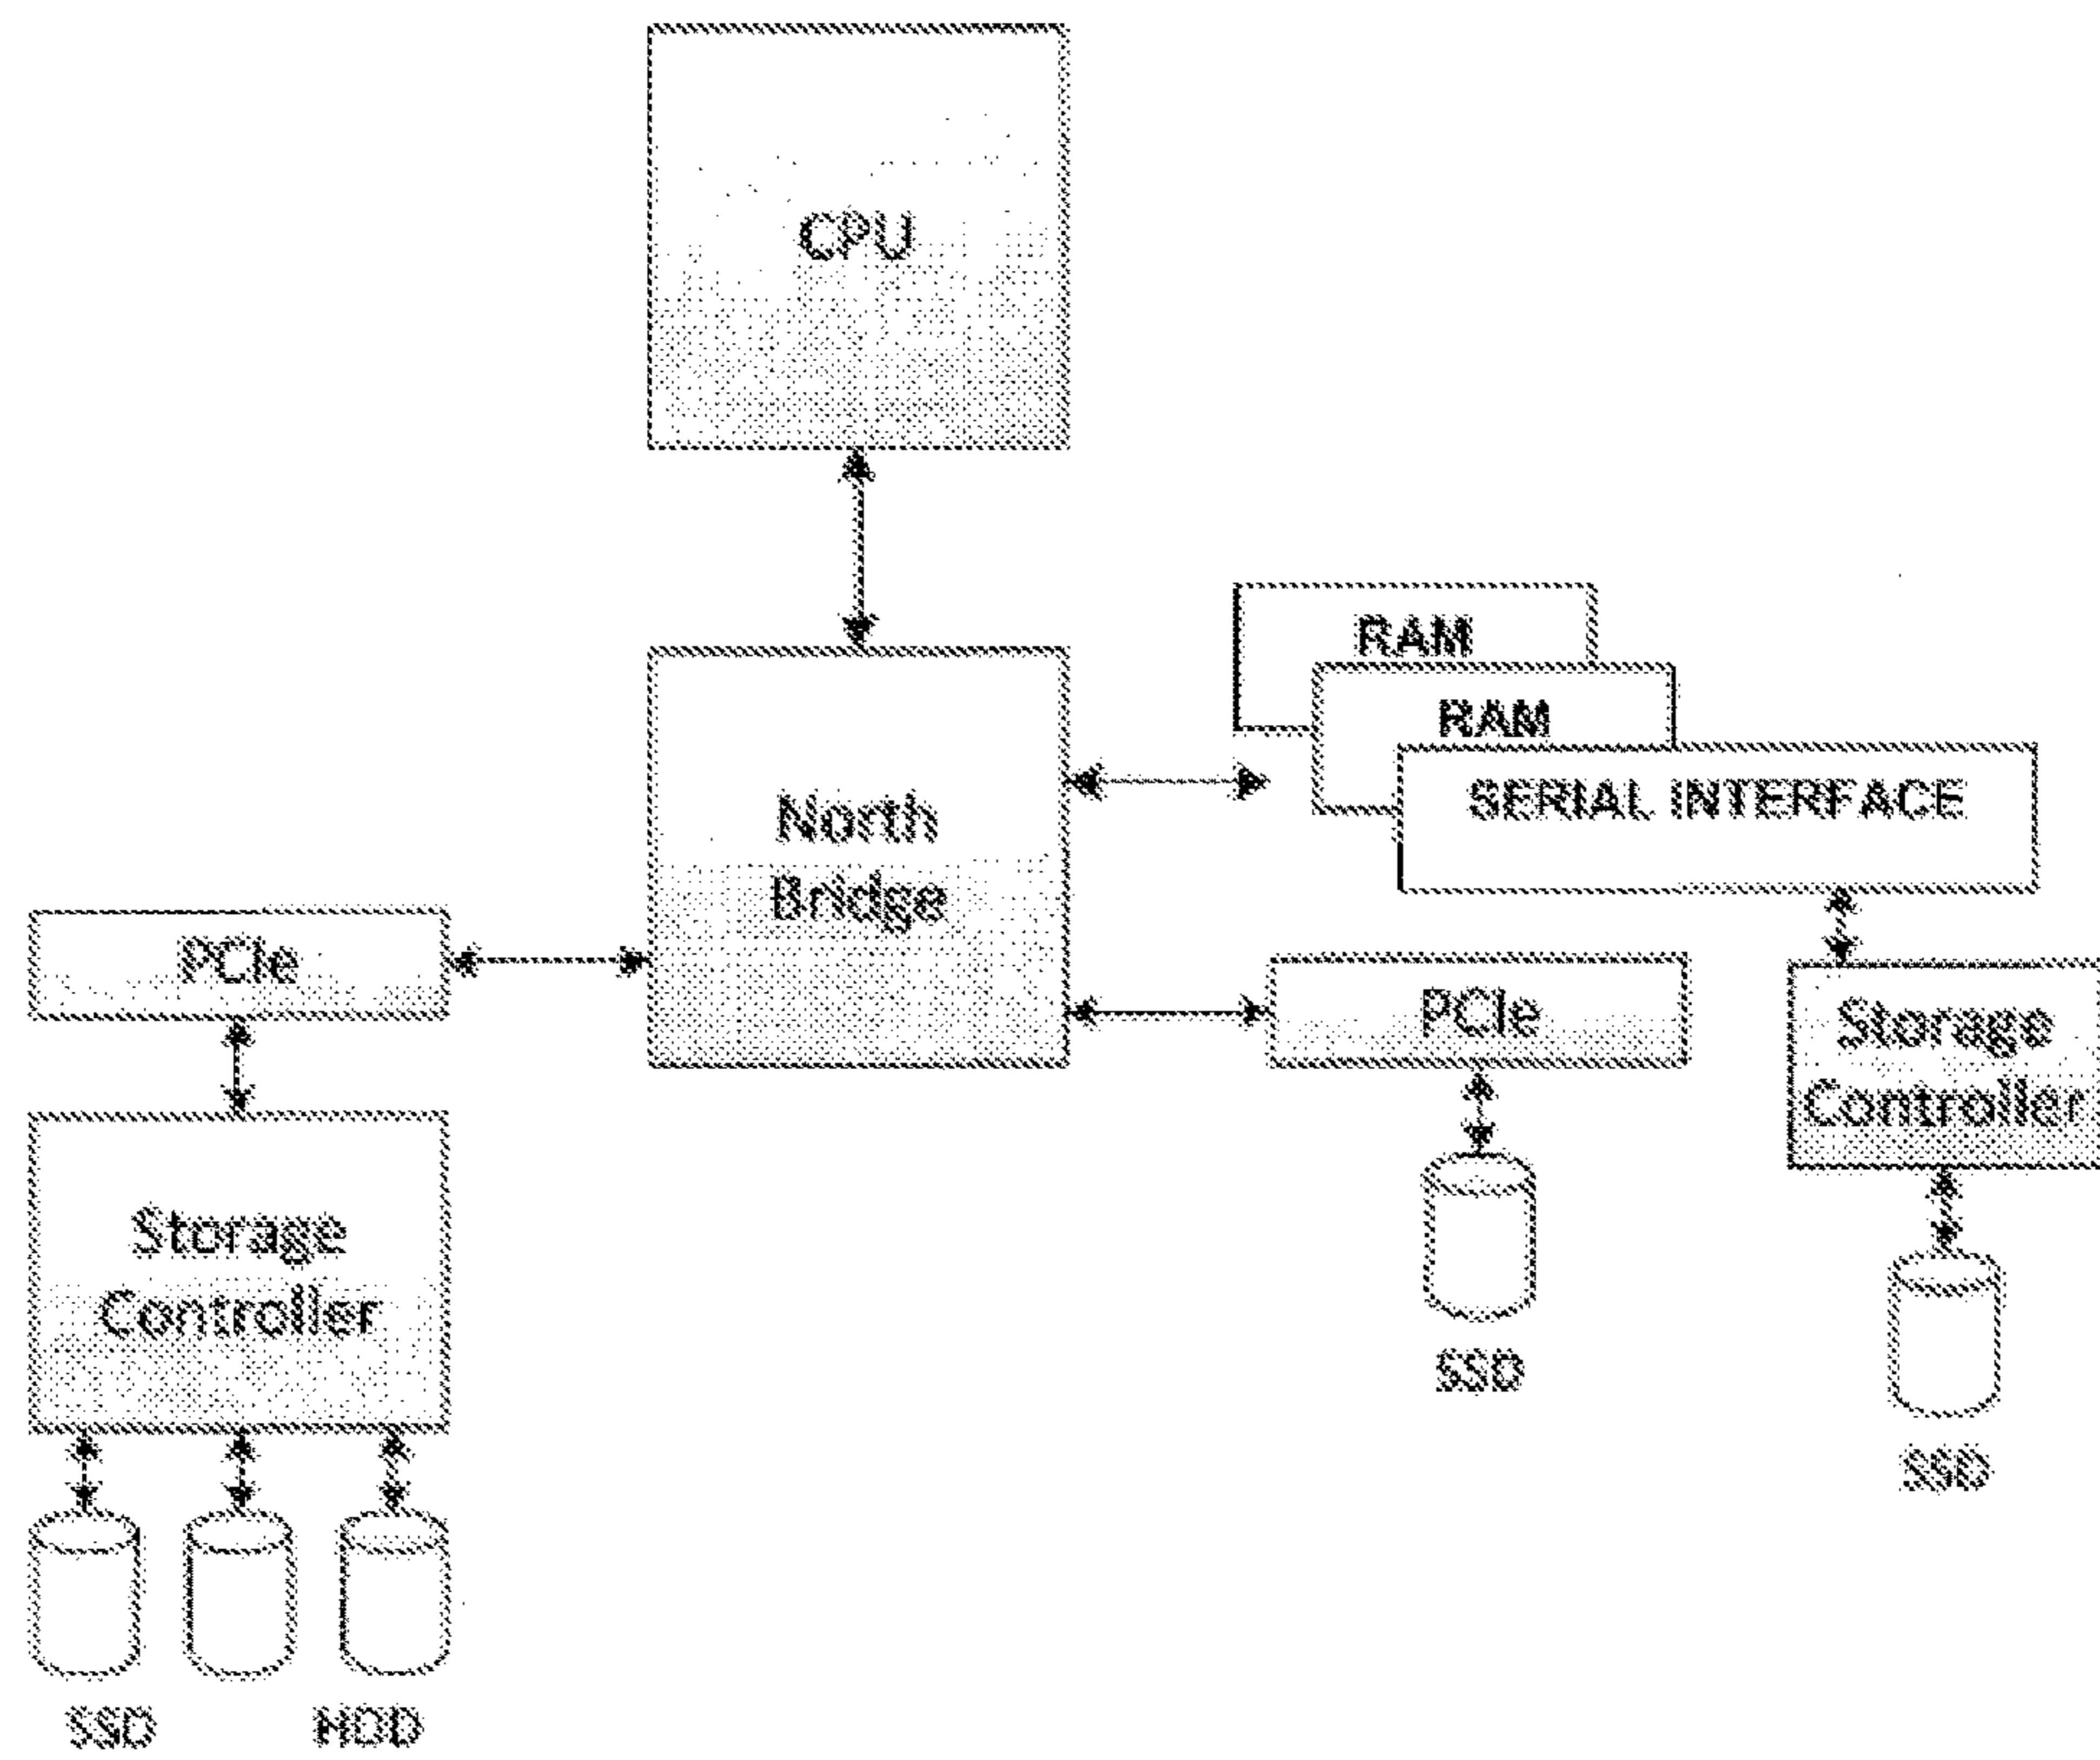 CPU
RAM
RAM
SERIAL INTERFACE
North
Bridge
PCIe
PCIe
Storage
Controller
Storage
Controller
SSD
SSD
SSD
HDD